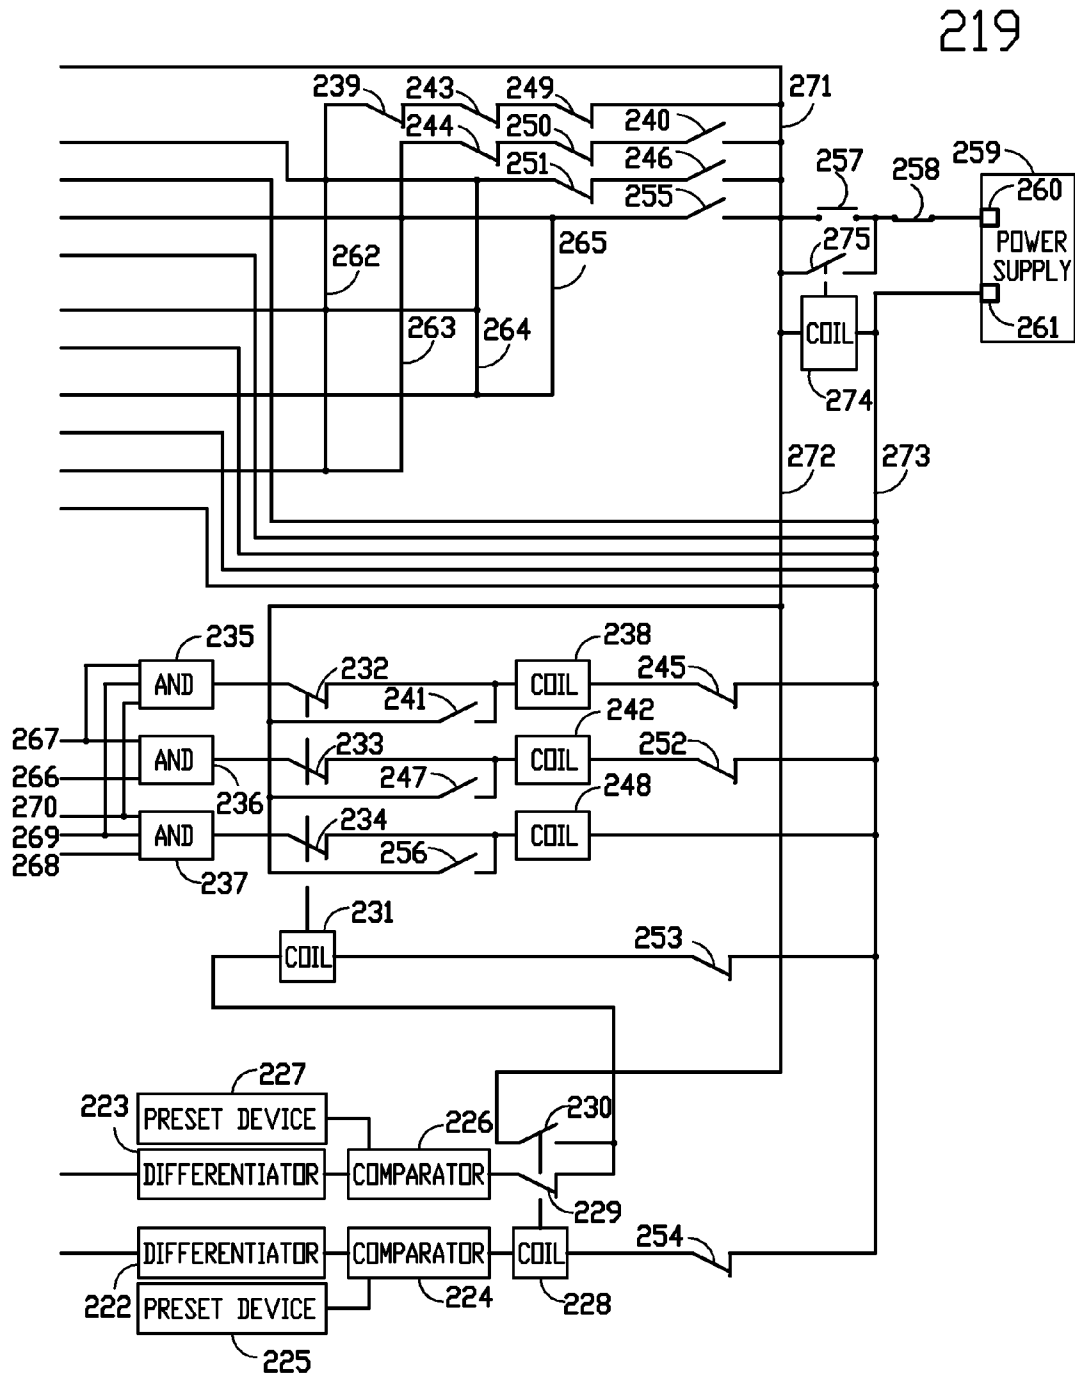 219
239 243 249 271
244 250 240
251 246 257 258 259
255 260
265 275 POWER
SUPPLY
262
263 264 COIL 261
274
272 273
235 238
AND 232 COIL 245
241 242
267 AND 233 COIL 252
266 247 248
270 236
269 AND 234 COIL
268 256
237
231
COIL 253
227
223 PRESET DEVICE 226 230
DIFFERENTIATOR COMPARATOR
229
DIFFERENTIATOR COMPARATOR COIL 254
222 PRESET DEVICE 224 228
225